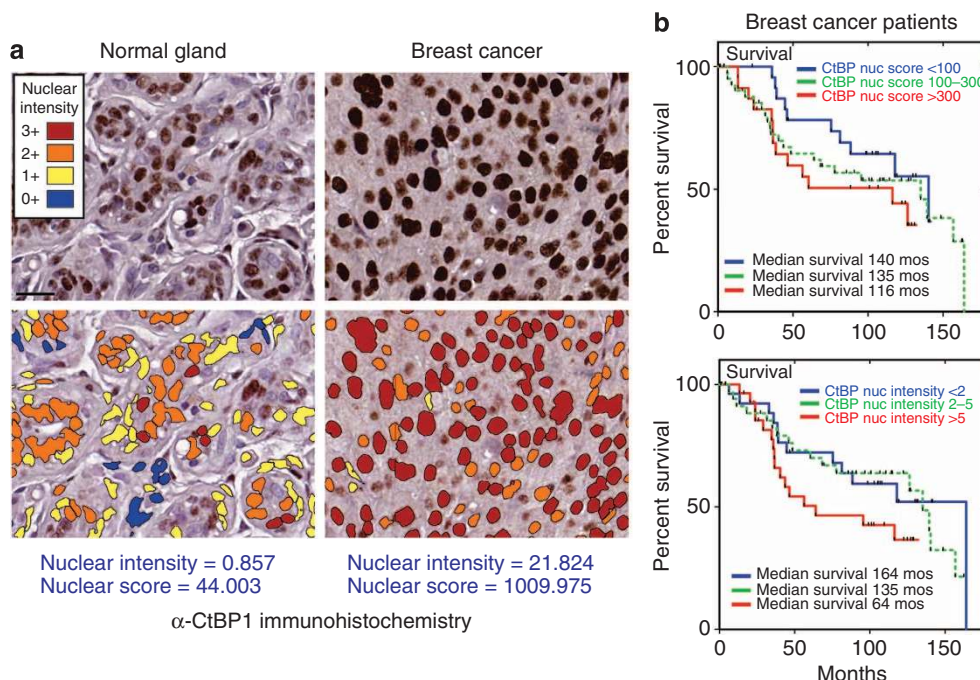 a
Normal gland
Breast cancer
Nuclear
intensity
3+
2+
1+
0+
Nuclear intensity = 0.857
Nuclear score = 44.003
Nuclear intensity = 21.824
Nuclear score = 1009.975
α-CtBP1 immunohistochemistry
b
Breast cancer patients
Survival
CtBP nuc score <100
CtBP nuc score 100–300
CtBP nuc score >300
Percent survival
100
50
0
Median survival 140 mos
Median survival 135 mos
Median survival 116 mos
0
50
100
150
Survival
CtBP nuc intensity <2
CtBP nuc intensity 2–5
CtBP nuc intensity >5
Percent survival
100
50
0
Median survival 164 mos
Median survival 135 mos
Median survival 64 mos
0
50
100
150
Months